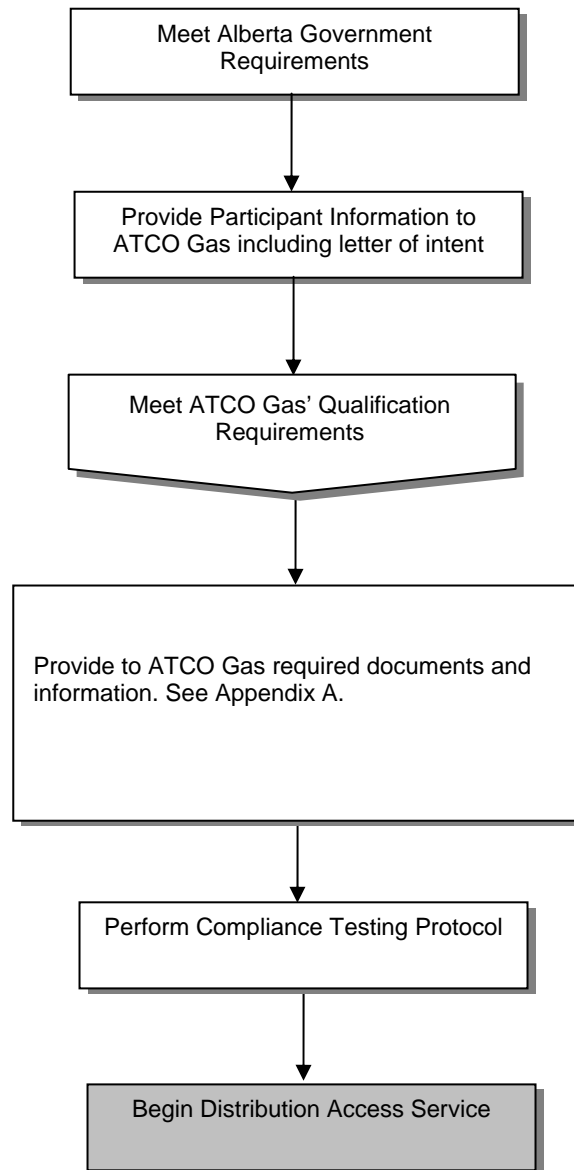 Meet Alberta Government
Requirements
Provide Participant Information to
ATCO Gas including letter of intent
Meet ATCO Gas' Qualification
Requirements
Provide to ATCO Gas required documents and
information. See Appendix A.
Perform Compliance Testing Protocol
Begin Distribution Access Service